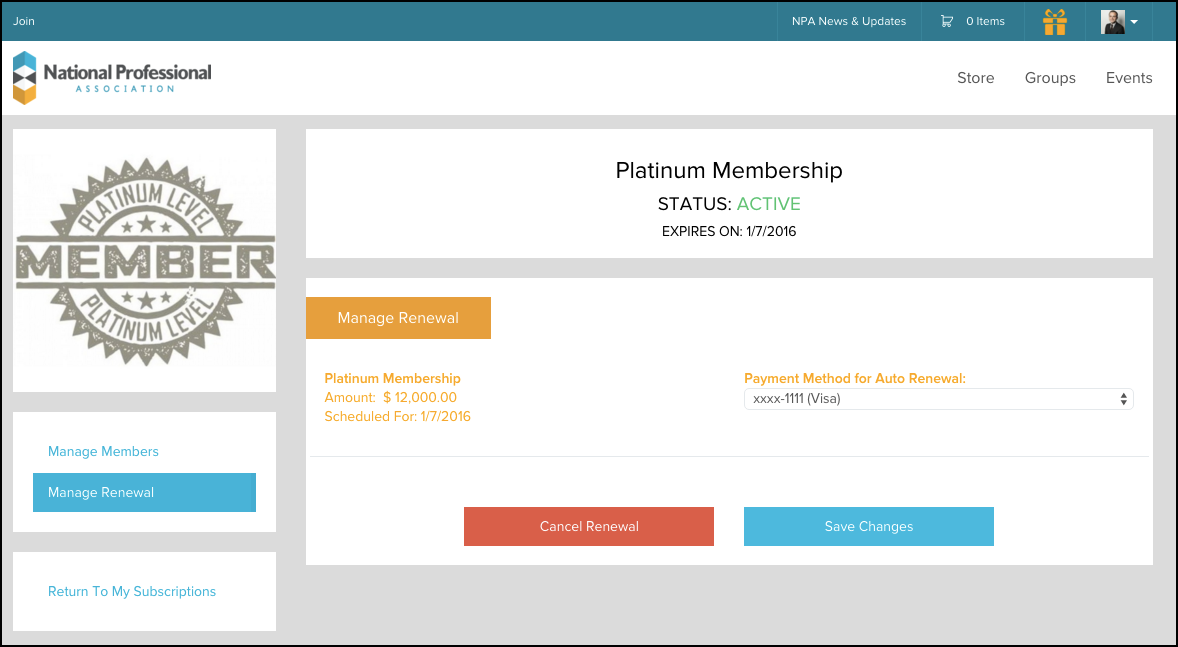 Join
NPA News & Updates
0 Items
National Professional
ASSOCIATION
Store
Groups
Events
PLATINUM LEVEL
MEMBER
PLATINUM LEVEL
Platinum Membership
STATUS: ACTIVE
EXPIRES ON: 1/7/2016
Manage Renewal
Platinum Membership
Amount: $ 12,000.00
Scheduled For: 1/7/2016
Payment Method for Auto Renewal:
xxxx-1111 (Visa)
Cancel Renewal
Save Changes
Manage Members
Manage Renewal
Return To My Subscriptions